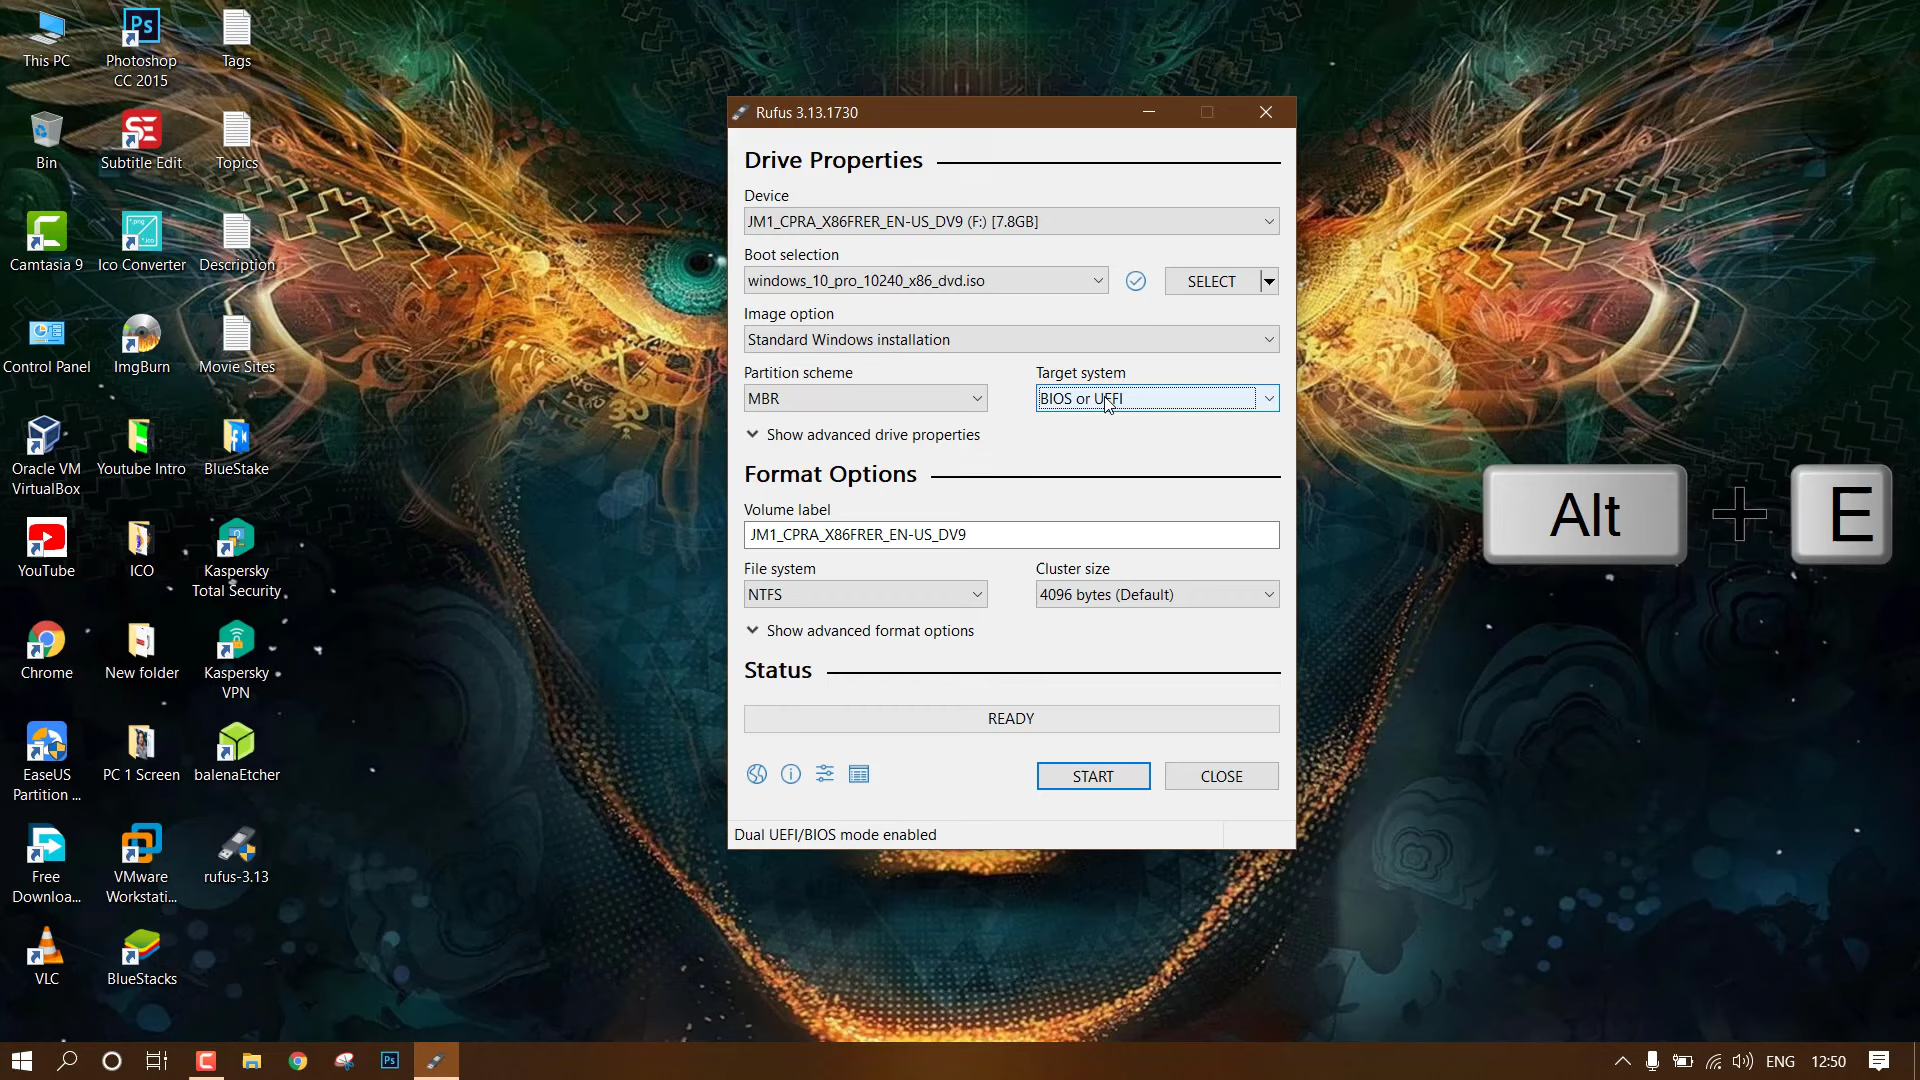 This PC
Photoshop
CC 2015
Tags
Bin
Subtitle Edit
Topics
Camtasia 9
Ico Converter
Description
Control Panel
ImgBurn
Movie Sites
Oracle VM
VirtualBox
Youtube Intro
BlueStake
YouTube
ICO
Kaspersky
Total Security
Chrome
New folder
Kaspersky
VPN
EaseUS
Partition ...
PC 1 Screen
balenaEtcher
Free
Downloa...
VMware
Workstati...
rufus-3.13
VLC
BlueStacks
Rufus 3.13.1730
Drive Properties
Device
JM1_CPRA_X86FRER_EN-US_DV9 (F:) [7.8GB]
Boot selection
windows_10_pro_10240_x86_dvd.iso
SELECT
Image option
Standard Windows installation
Partition scheme
Target system
MBR
BIOS or UEFI
Show advanced drive properties
Format Options
Volume label
JM1_CPRA_X86FRER_EN-US_DV9
File system
Cluster size
NTFS
4096 bytes (Default)
Show advanced format options
Status
READY
START
CLOSE
Dual UEFI/BIOS mode enabled
Alt + E
ENG
12:50